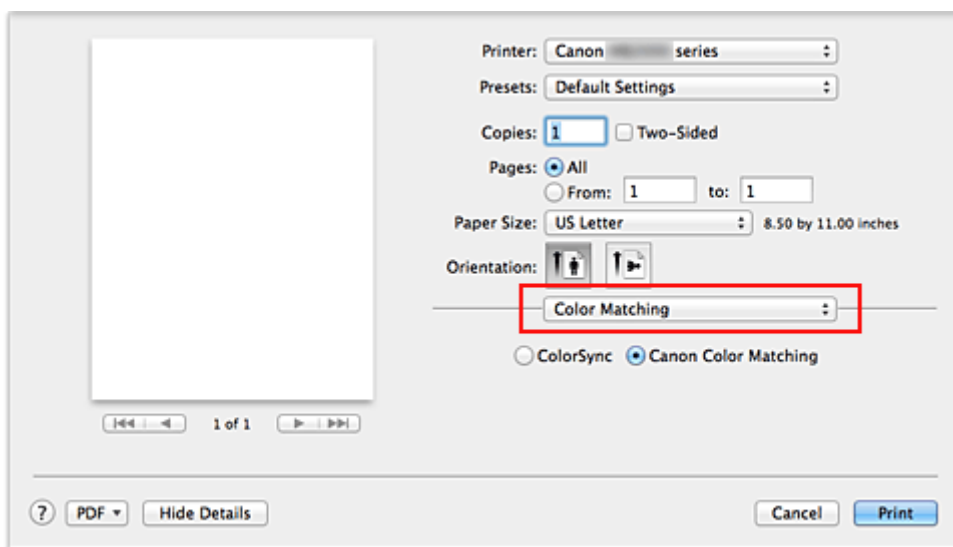 Printer: Canon series
Presets: Default Settings
Copies: 1 Two-Sided
Pages: All
From: 1 to: 1
Paper Size: US Letter 8.50 by 11.00 inches
Orientation:
Color Matching
ColorSync Canon Color Matching
1 of 1
? PDF Hide Details Cancel Print